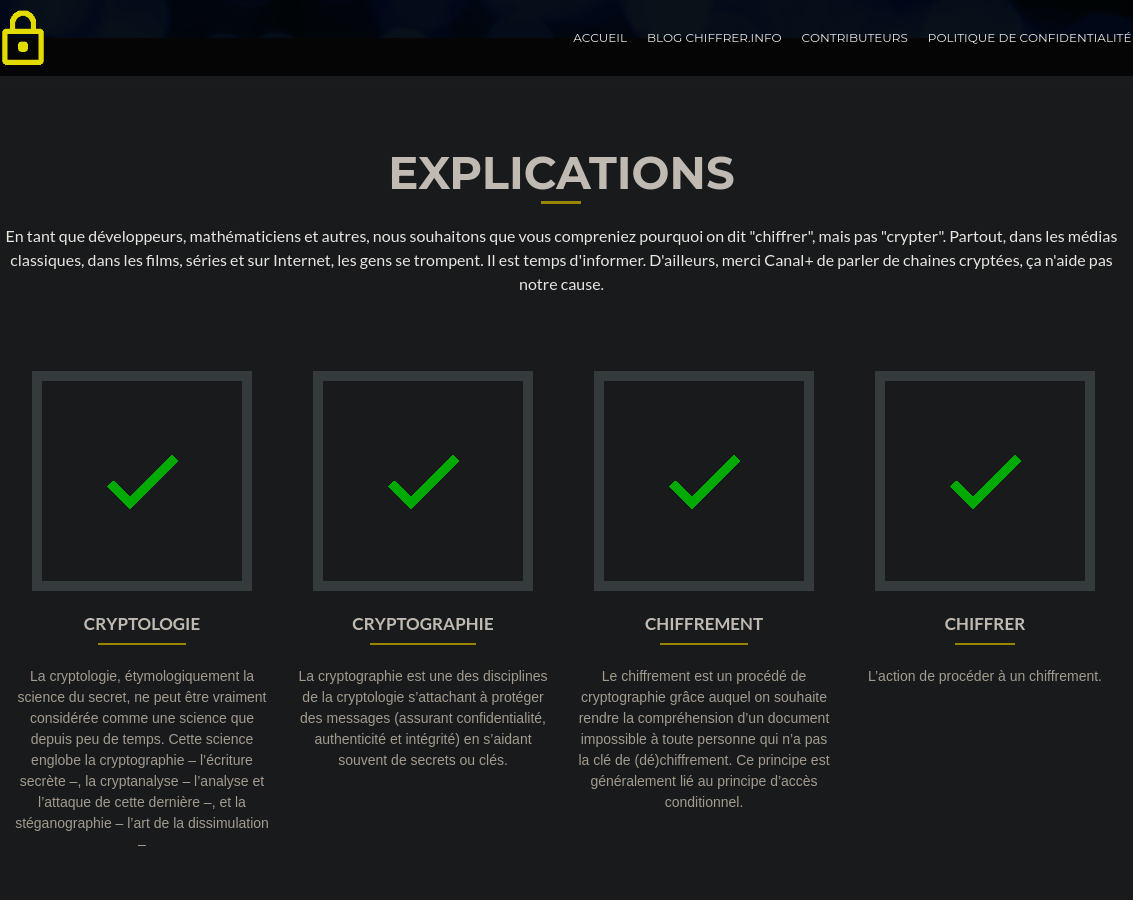 ACCUEIL BLOG CHIFFRER.INFO CONTRIBUTEURS POLITIQUE DE CONFIDENTIALITÉ
EXPLICATIONS
En tant que développeurs, mathématiciens et autres, nous souhaitons que vous compreniez pourquoi on dit "chiffrer", mais pas "crypter". Partout, dans les médias
classiques, dans les films, séries et sur Internet, les gens se trompent. Il est temps d'informer. D'ailleurs, merci Canal+ de parler de chaines cryptées, ça n'aide pas
notre cause.
CRYPTOLOGIE
La cryptologie, étymologiquement la
science du secret, ne peut être vraiment
considérée comme une science que
depuis peu de temps. Cette science
englobe la cryptographie – l’écriture
secrète –, la cryptanalyse – l’analyse et
l’attaque de cette dernière –, et la
stéganographie – l’art de la dissimulation
–
CRYPTOGRAPHIE
La cryptographie est une des disciplines
de la cryptologie s’attachant à protéger
des messages (assurant confidentialité,
authenticité et intégrité) en s’aidant
souvent de secrets ou clés.
CHIFFREMENT
Le chiffrement est un procédé de
cryptographie grâce auquel on souhaite
rendre la compréhension d’un document
impossible à toute personne qui n’a pas
la clé de (dé)chiffrement. Ce principe est
généralement lié au principe d’accès
conditionnel.
CHIFFRER
L’action de procéder à un chiffrement.